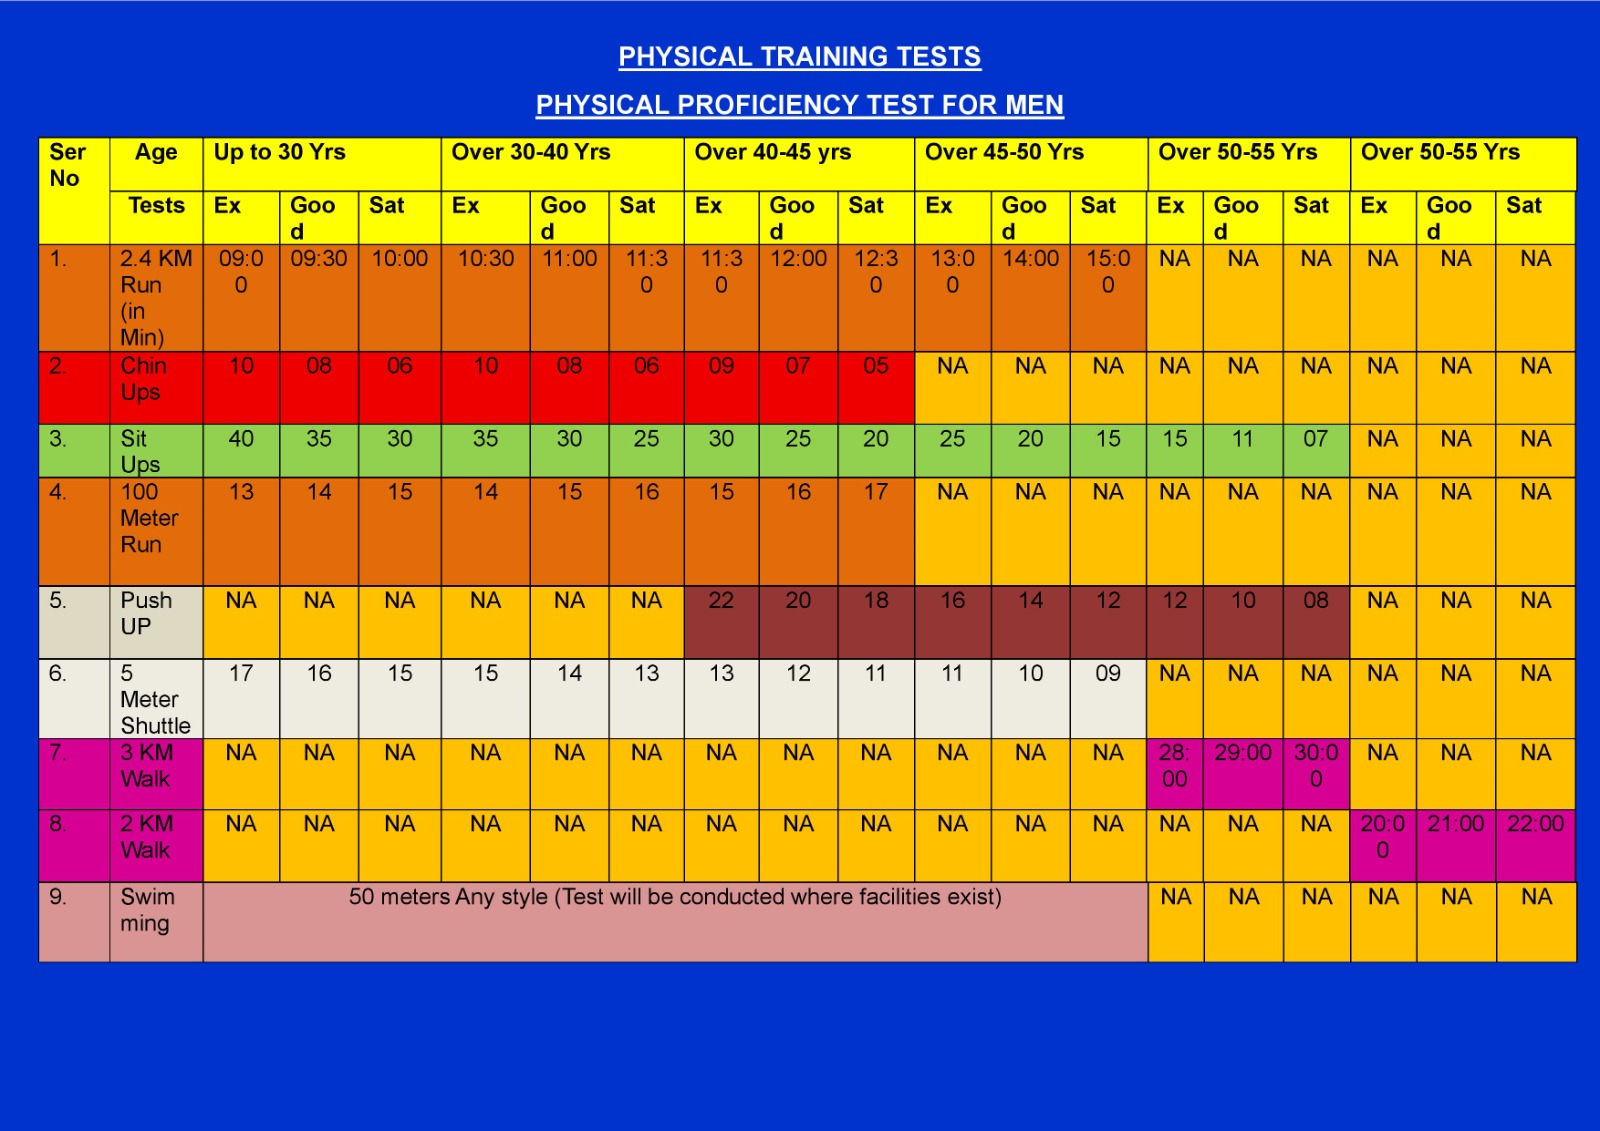 PHYSICAL TRAINING TESTS
PHYSICAL PROFICIENCY TEST FOR MEN
Ser No Age Up to 30 Yrs Over 30-40 Yrs Over 40-45 yrs Over 45-50 Yrs Over 50-55 Yrs Over 50-55 Yrs
Tests Ex Good Sat Ex Good Sat Ex Good Sat Ex Good Sat Ex Good Sat Ex Good Sat
1. 2.4 KM Run (in Min) 09:00 09:30 10:00 10:30 11:00 11:30 11:30 12:00 12:30 13:00 14:00 15:00 NA NA NA NA NA NA
2. Chin Ups 10 08 06 10 08 06 09 07 05 NA NA NA NA NA NA NA NA NA
3. Sit Ups 40 35 30 35 30 25 30 25 20 25 20 15 15 11 07 NA NA NA
4. 100 Meter Run 13 14 15 14 15 16 15 16 17 NA NA NA NA NA NA NA NA NA
5. Push UP NA NA NA NA NA NA 22 20 18 16 14 12 12 10 08 NA NA NA
6. 5 Meter Shuttle 17 16 15 15 14 13 13 12 11 11 10 09 NA NA NA NA NA NA
7. 3 KM Walk NA NA NA NA NA NA NA NA NA NA NA NA 28:00 29:00 30:00 NA NA NA
8. 2 KM Walk NA NA NA NA NA NA NA NA NA NA NA NA NA NA NA 20:00 21:00 22:00
9. Swimming 50 meters Any style (Test will be conducted where facilities exist) NA NA NA NA NA NA